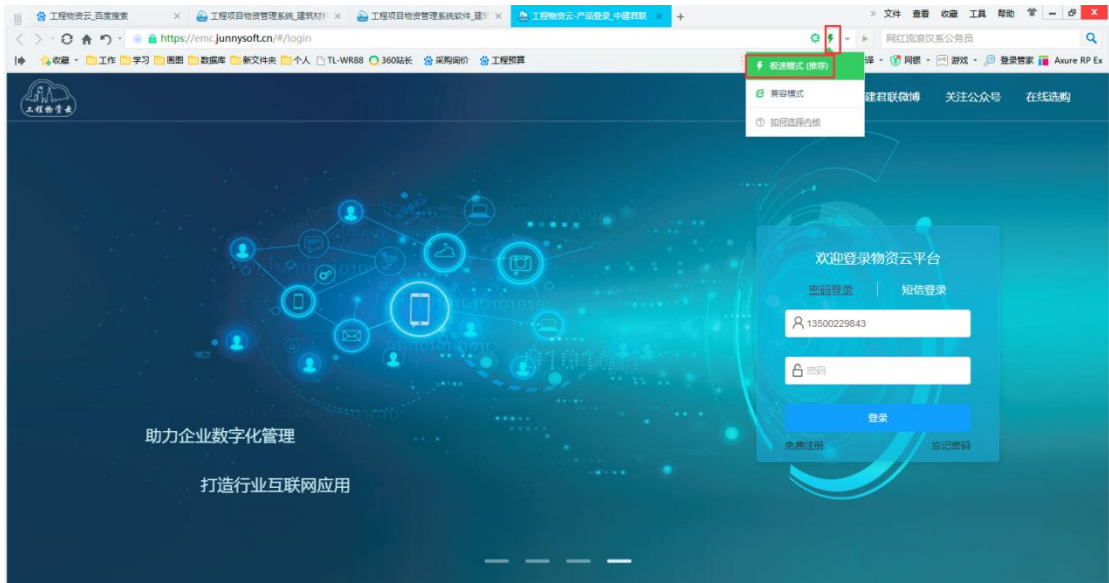 工程物资云_百度搜索 × 工程项目物资管理系统_建筑材料 × 工程项目物资管理系统软件_建筑 × 工程物资云-产品登录_中建君联 × + » 文件 查看 收藏 工具 帮助
https://emc.junnysoft.cn/#/login 网红流浪汉系公务员
收藏 工作 学习 画图 数据库 新文件夹 个人 TL-WR88 360站长 采购询价 工程预算 译 网银 游戏 登录管家 Axure RP Ex
极速模式 (推荐)
兼容模式
如何选择内核
工程物资云 建君联微博 关注公众号 在线选购
欢迎登录物资云平台
密码登录 短信登录
13500229843
密码
登录
免费注册 忘记密码
助力企业数字化管理
打造行业互联网应用